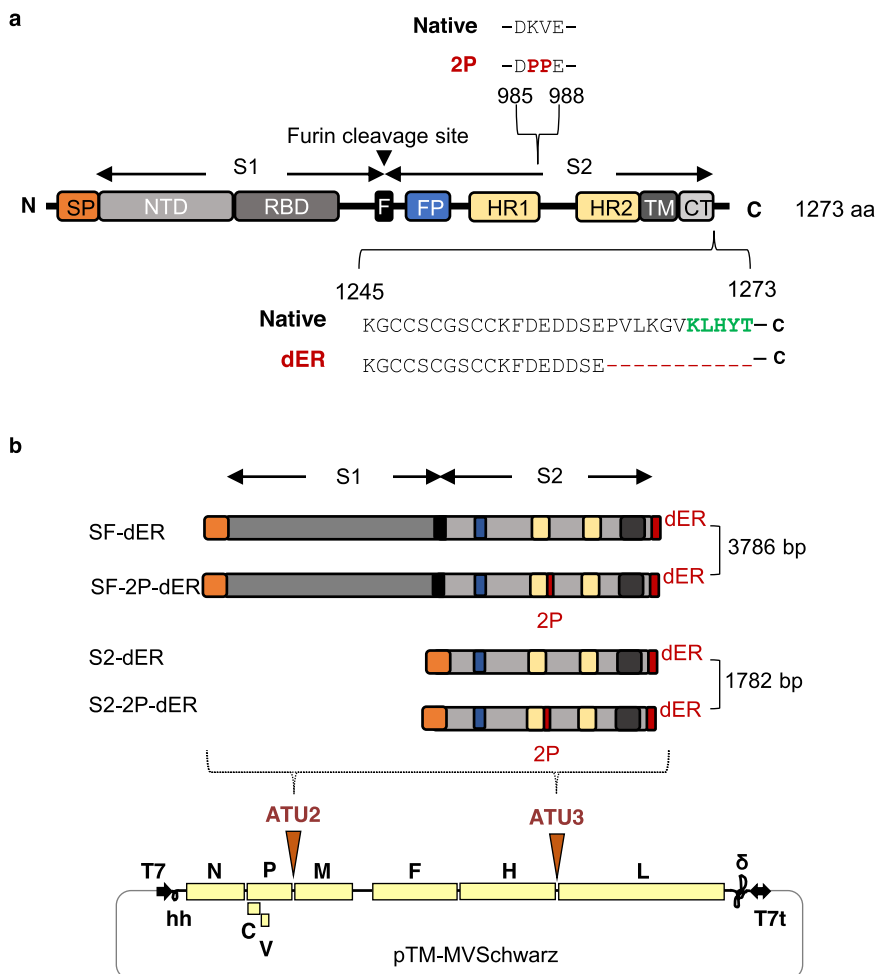 a
Native –DKVE–
2P –DPPE–
985 988
Furin cleavage site
S1 S2
N SP NTD RBD F FP HR1 HR2 TM CT C 1273 aa
1245 1273
Native KGCCSCGSCCKFDEDDSEPVLKGVKLHYT– C
dER KGCCSCGSCCKFDEDDSE-----------– C
b
S1 S2
SF-dER dER
3786 bp
SF-2P-dER dER
2P
S2-dER dER
1782 bp
S2-2P-dER dER
2P
ATU2 ATU3
T7 N P M F H L δ
hh C V T7t
pTM-MVSchwarz